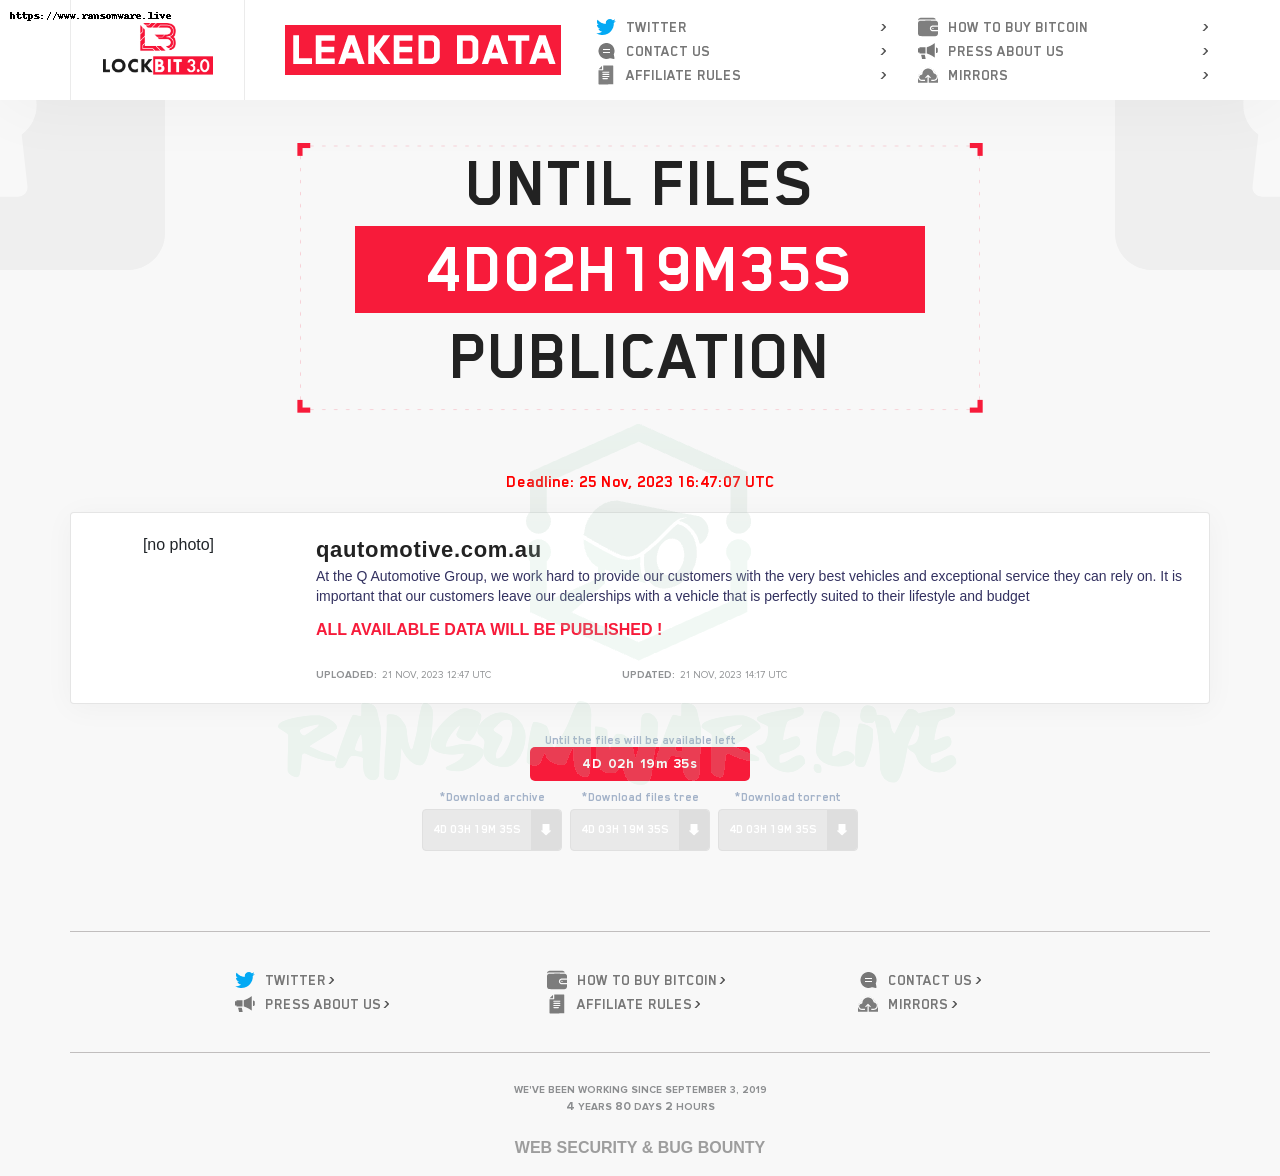 https://www.ransomware.live
LOCKBIT 3.0
LEAKED DATA
TWITTER
CONTACT US
AFFILIATE RULES
HOW TO BUY BITCOIN
PRESS ABOUT US
MIRRORS
UNTIL FILES
4D02H19M35S
PUBLICATION
Deadline: 25 Nov, 2023 16:47:07 UTC
[no photo]
qautomotive.com.au
At the Q Automotive Group, we work hard to provide our customers with the very best vehicles and exceptional service they can rely on. It is
important that our customers leave our dealerships with a vehicle that is perfectly suited to their lifestyle and budget
ALL AVAILABLE DATA WILL BE PUBLISHED !
UPLOADED: 21 NOV, 2023 12:47 UTC
UPDATED: 21 NOV, 2023 14:17 UTC
RANSOMWARE.LIVE
Until the files will be available left
4D 02h 19m 35s
*Download archive
*Download files tree
*Download torrent
4D 03H 19M 35S
4D 03H 19M 35S
4D 03H 19M 35S
TWITTER
HOW TO BUY BITCOIN
CONTACT US
PRESS ABOUT US
AFFILIATE RULES
MIRRORS
WE'VE BEEN WORKING SINCE SEPTEMBER 3, 2019
4 YEARS 80 DAYS 2 HOURS
WEB SECURITY & BUG BOUNTY